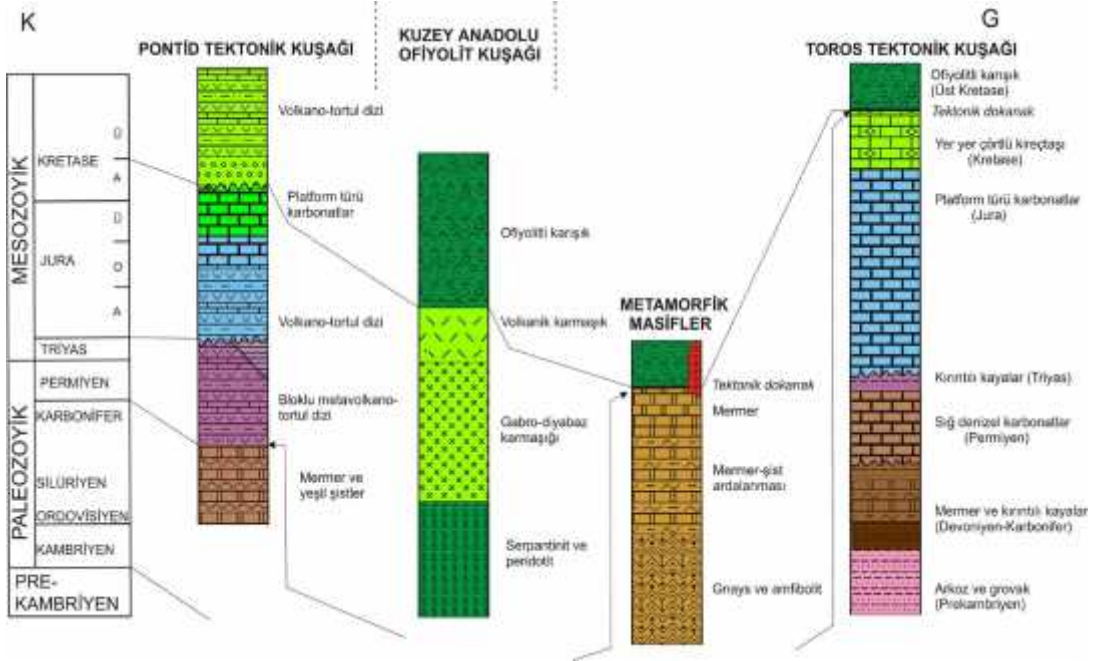 K
G
PONTİD TEKTONİK KUŞAĞI
KUZEY ANADOLU
OFİYOLİT KUŞAĞI
TOROS TEKTONİK KUŞAĞI
MESOZOYİK
KRETASE
Ü
A
JURA
Ü
O
A
TRİYAS
PALEOZOYİK
PERMİYEN
KARBONİFER
SİLÜRİYEN
ORDOVİSİYEN
KAMBRİYEN
PRE-
KAMBRİYEN
Volkano-tortul dizi
Platform türü
karbonatlar
Volkano-tortul dizi
Bloklu metavolkano-
tortul dizi
Mermer ve
yeşil şistler
Ofiyolitli karışık
Volkanik karmaşık
Gabro-diyabaz
karmaşığı
Serpantinit ve
peridotit
METAMORFİK
MASİFLER
Tektonik dokanak
Mermer
Mermer-şist
ardalanması
Gnays ve amfibolit
Ofiyolitli karışık
(Üst Kretase)
Tektonik dokanak
Yer yer çörtlü kireçtaşı
(Kretase)
Platform türü karbonatlar
(Jura)
Kırıntılı kayalar (Triyas)
Sığ denizel karbonatlar
(Permiyen)
Mermer ve kırıntılı kayalar
(Devoniyen-Karbonifer)
Arkoz ve grovak
(Prekambriyen)